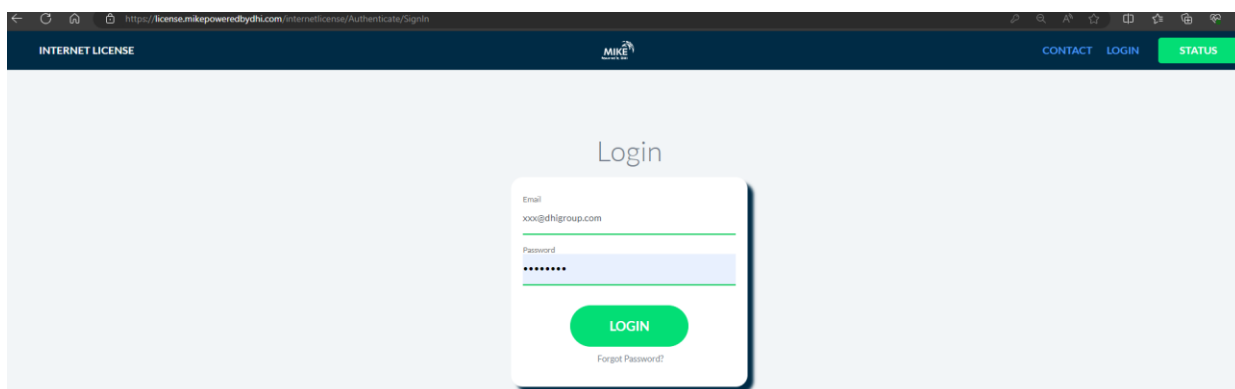 https://license.mikepoweredbydhi.com/internetlicense/Authenticate/SignIn
INTERNET LICENSE
MIKE
CONTACT LOGIN STATUS
Login
Email
xxx@dhigroup.com
Password
••••••••
LOGIN
Forgot Password?